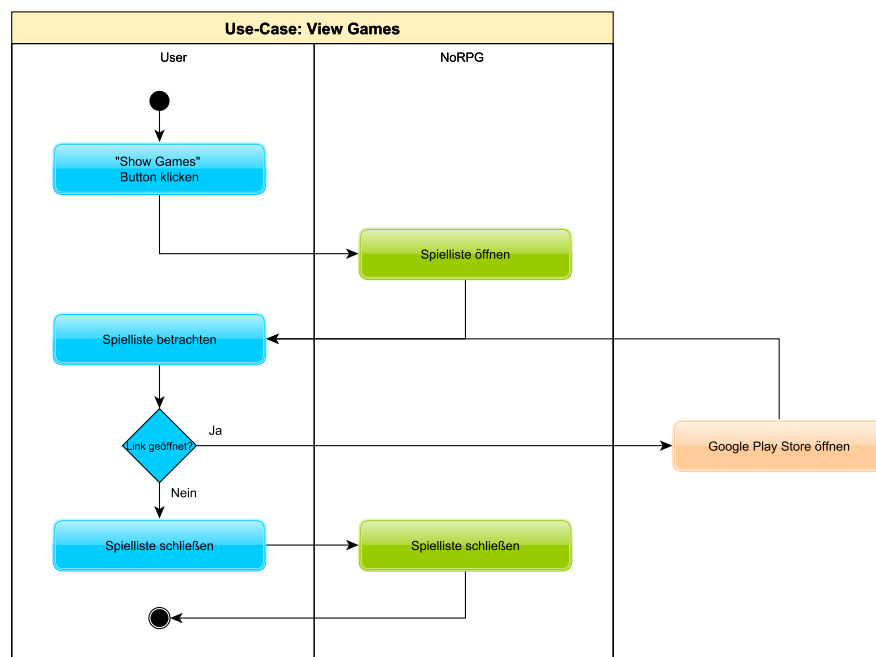 Use-Case: View Games
User
NoRPG
"Show Games"
Button klicken
Spielliste öffnen
Spielliste betrachten
Link geöffnet?
Ja
Google Play Store öffnen
Nein
Spielliste schließen
Spielliste schließen